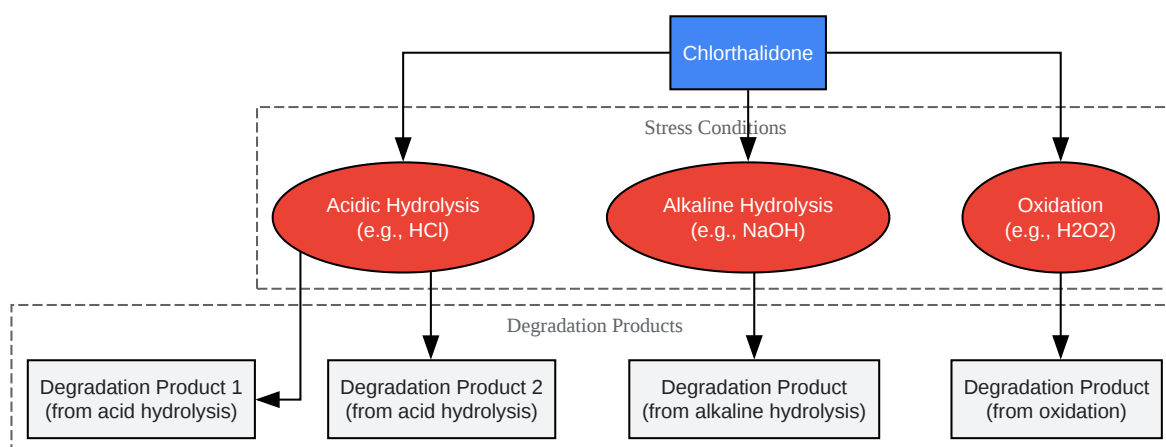 Chlorthalidone
Stress Conditions
Acidic Hydrolysis
(e.g., HCl)
Alkaline Hydrolysis
(e.g., NaOH)
Oxidation
(e.g., H2O2)
Degradation Products
Degradation Product 1
(from acid hydrolysis)
Degradation Product 2
(from acid hydrolysis)
Degradation Product
(from alkaline hydrolysis)
Degradation Product
(from oxidation)